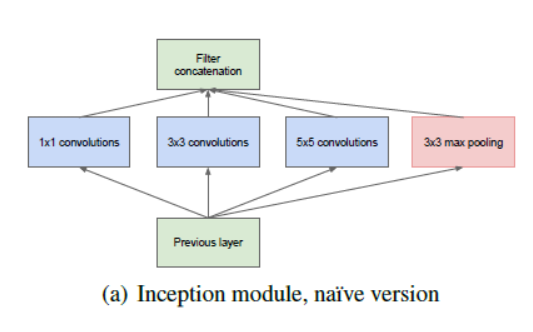 Filter
concatenation
1x1 convolutions
3x3 convolutions
5x5 convolutions
3x3 max pooling
Previous layer
(a) Inception module, naïve version